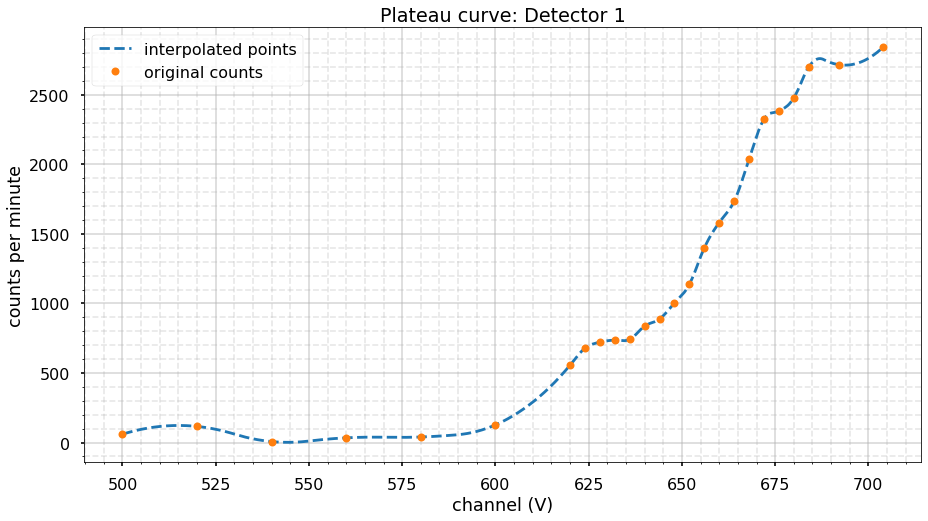 Plateau curve: Detector 1
interpolated points
original counts
counts per minute
2500
2000
1500
1000
500
0
500 525 550 575 600 625 650 675 700
channel (V)